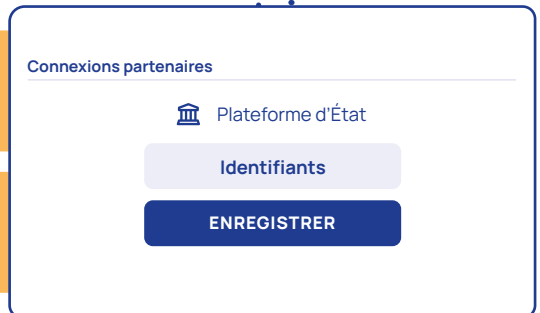 Connexions partenaires
Plateforme d'État
Identifiants
ENREGISTRER